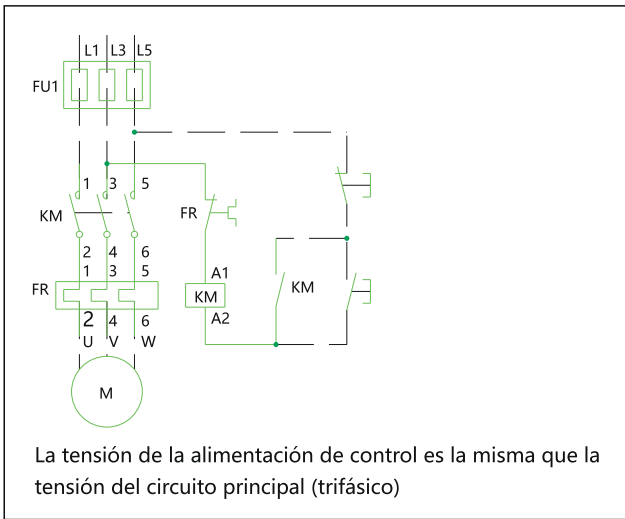 L1 L3 L5
FU1
1 3 5
KM
FR
2 4 6
1 3 5
FR
A1
KM
KM
A2
2 4 6
U V W
M
La tensión de la alimentación de control es la misma que la
tensión del circuito principal (trifásico)